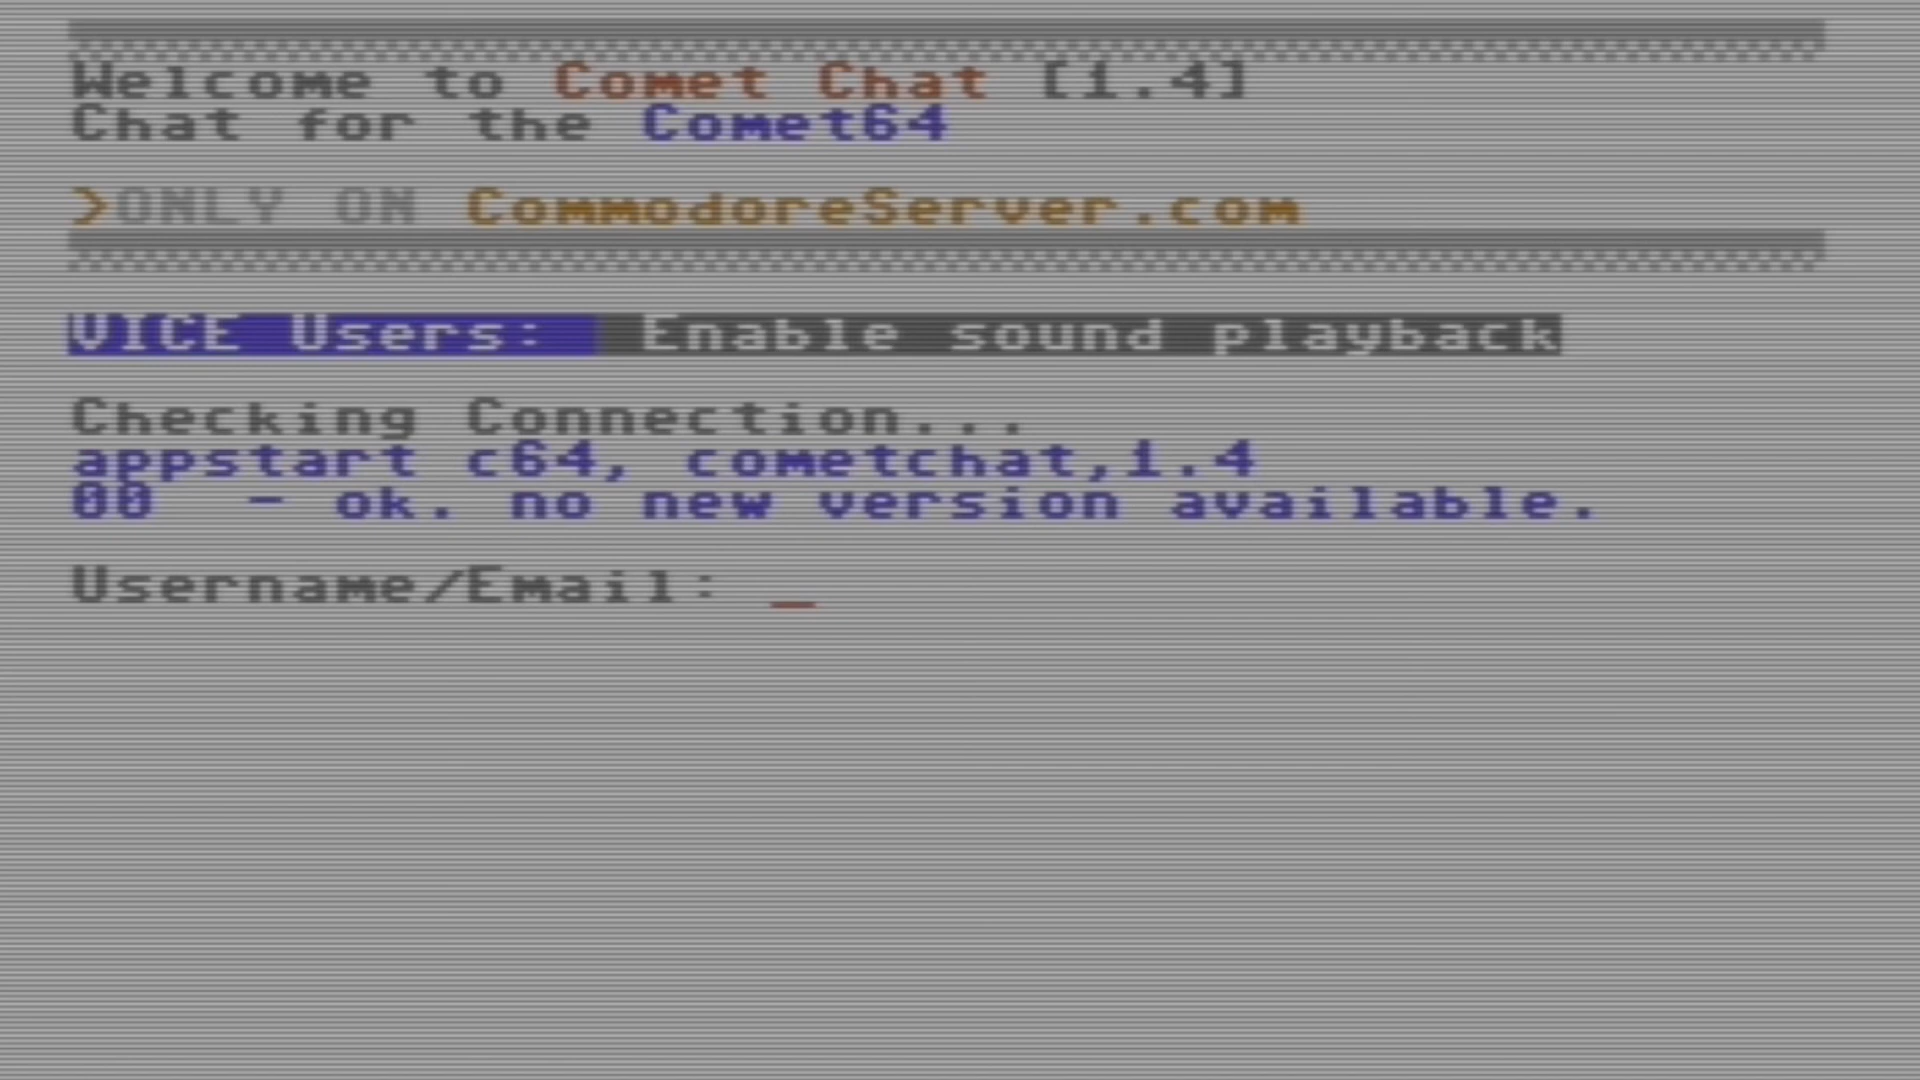 Welcome to Comet Chat [1.4]
Chat for the Comet64
>ONLY ON CommodoreServer.com
VICE Users: Enable sound playback
Checking Connection...
appstart c64, cometchat,1.4
00  - ok. no new version available.
Username/Email: _